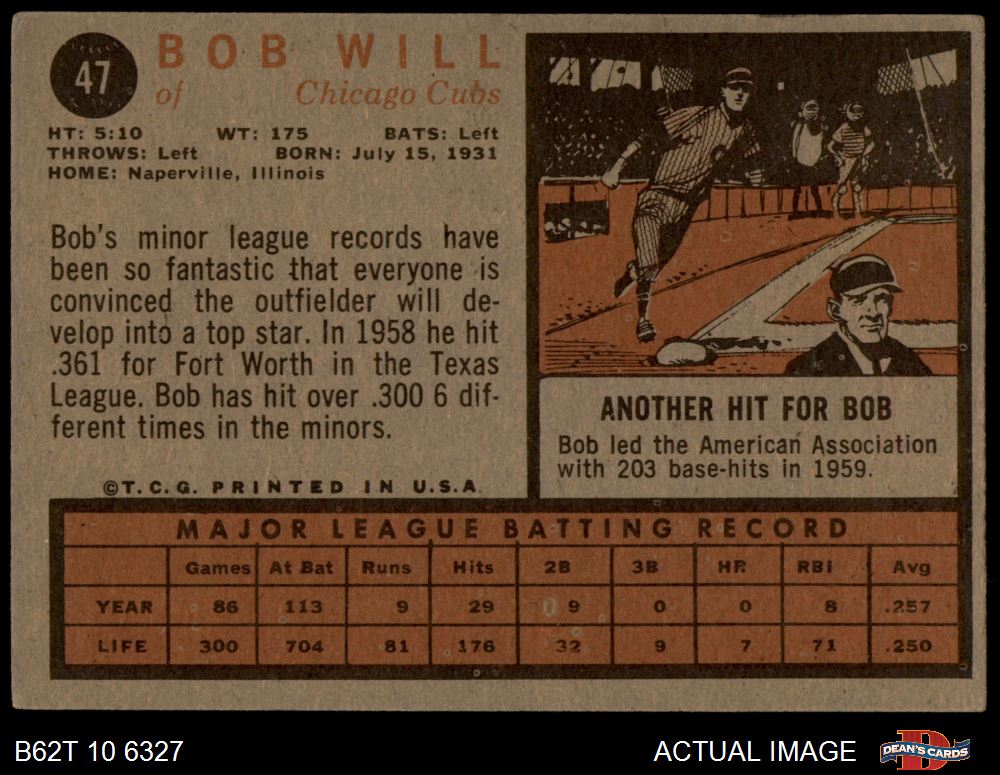 47
BOB WILL
of Chicago Cubs
HT: 5:10 WT: 175 BATS: Left
THROWS: Left BORN: July 15, 1931
HOME: Naperville, Illinois
Bob's minor league records have
been so fantastic that everyone is
convinced the outfielder will de-
velop into a top star. In 1958 he hit
.361 for Fort Worth in the Texas
League. Bob has hit over .300 6 dif-
ferent times in the minors.
©T.C.G. PRINTED IN U.S.A.
ANOTHER HIT FOR BOB
Bob led the American Association
with 203 base-hits in 1959.
MAJOR LEAGUE BATTING RECORD
Games At Bat Runs Hits 2B 3B HR RBI Avg
YEAR 86 113 9 29 9 0 0 8 .257
LIFE 300 704 81 176 32 9 7 71 .250
B62T 10 6327
ACTUAL IMAGE
D
DEAN'S CARDS